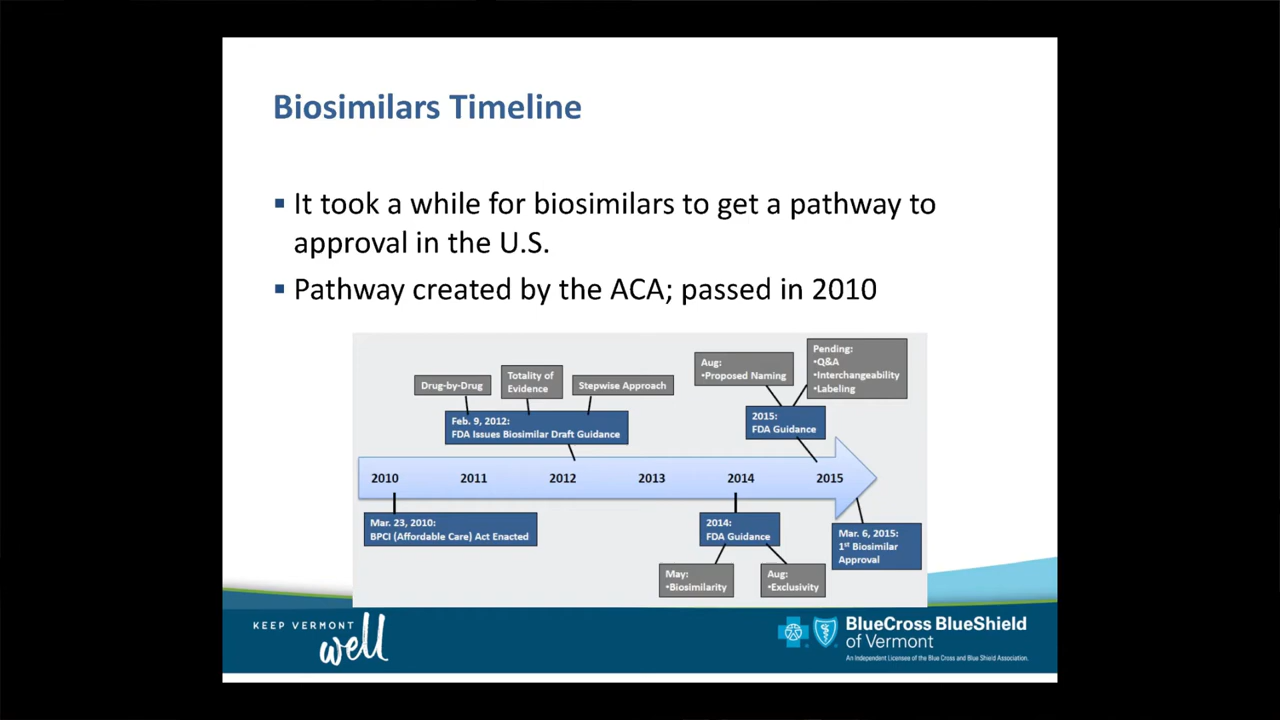 Biosimilars Timeline
▪ It took a while for biosimilars to get a pathway to
approval in the U.S.
▪ Pathway created by the ACA; passed in 2010
Drug-by-Drug
Totality of
Evidence
Stepwise Approach
Feb. 9, 2012:
FDA Issues Biosimilar Draft Guidance
Aug:
•Proposed Naming
Pending:
•Q&A
•Interchangeability
•Labeling
2015:
FDA Guidance
2010 2011 2012 2013 2014 2015
Mar. 23, 2010:
BPCI (Affordable Care) Act Enacted
2014:
FDA Guidance
May:
•Biosimilarity
Aug:
•Exclusivity
Mar. 6, 2015:
1st Biosimilar
Approval
KEEP VERMONT
well
BlueCross BlueShield
of Vermont
An Independent Licensee of the Blue Cross and Blue Shield Association.